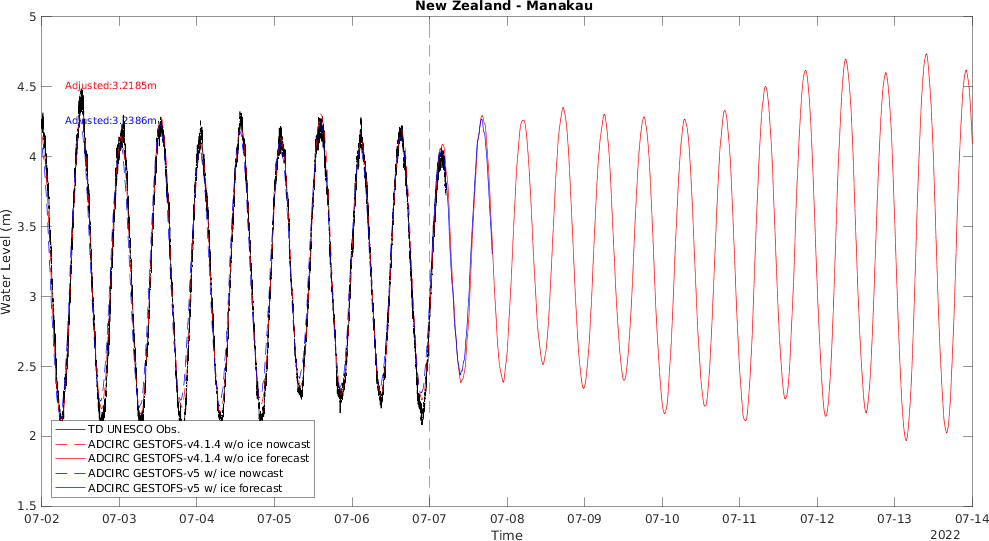 New Zealand - Manakau
5
4.5
4
3.5
3
2.5
2
1.5
Water Level (m)
Adjusted:3.2185m
Adjusted:3.2386m
TD UNESCO Obs.
ADCIRC GESTOFS-v4.1.4 w/o ice nowcast
ADCIRC GESTOFS-v4.1.4 w/o ice forecast
ADCIRC GESTOFS-v5 w/ ice nowcast
ADCIRC GESTOFS-v5 w/ ice forecast
07-02 07-03 07-04 07-05 07-06 07-07 07-08 07-09 07-10 07-11 07-12 07-13 07-14
Time
2022